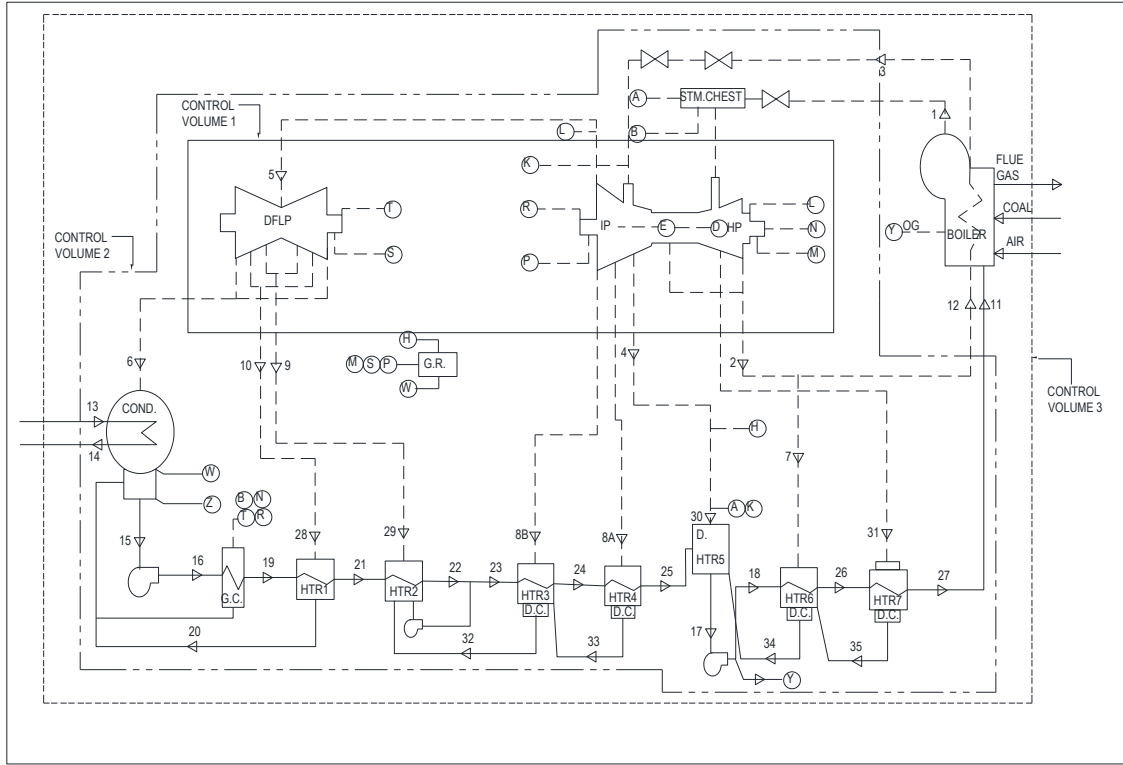 CONTROL
VOLUME 1
CONTROL
VOLUME 2
CONTROL
VOLUME 3
A
STM.CHEST
B
L
K
3
1
FLUE
GAS
COAL
AIR
BOILER
Y OG
12 11
5
DFLP
T
S
R
P
IP
E
D HP
L
N
M
6
10 9
H
M S P
G.R.
W
4
2
13
COND.
14
W
Z
H
7
B N
T R
A K
15
16
G.C.
19
28
HTR1
21
29
HTR2
22
23
8B
HTR3
D.C.
24
8A
HTR4
D.C.
25
30
D.
HTR5
18
HTR6
D.C.
26
31
HTR7
D.C.
27
17
20
32
33
34
35
Y